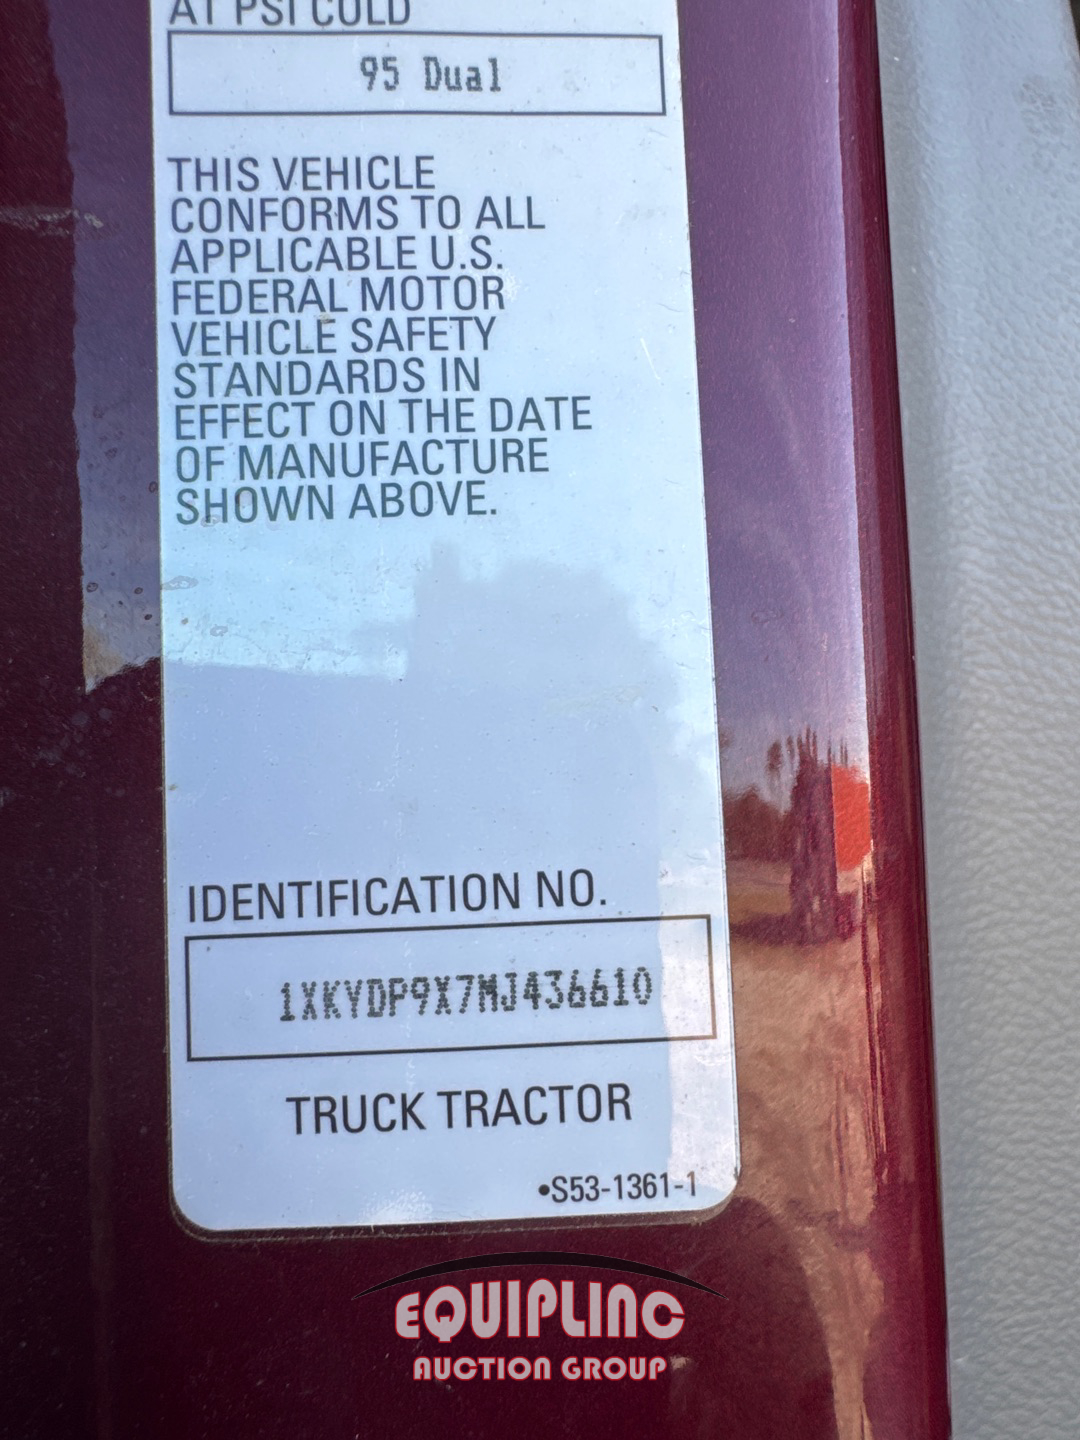 AT PSI COLD
95 Dual
THIS VEHICLE
CONFORMS TO ALL
APPLICABLE U.S.
FEDERAL MOTOR
VEHICLE SAFETY
STANDARDS IN
EFFECT ON THE DATE
OF MANUFACTURE
SHOWN ABOVE.
IDENTIFICATION NO.
1XKYDP9X7MJ436610
TRUCK TRACTOR
•S53-1361-1
EQUIPLINC
AUCTION GROUP